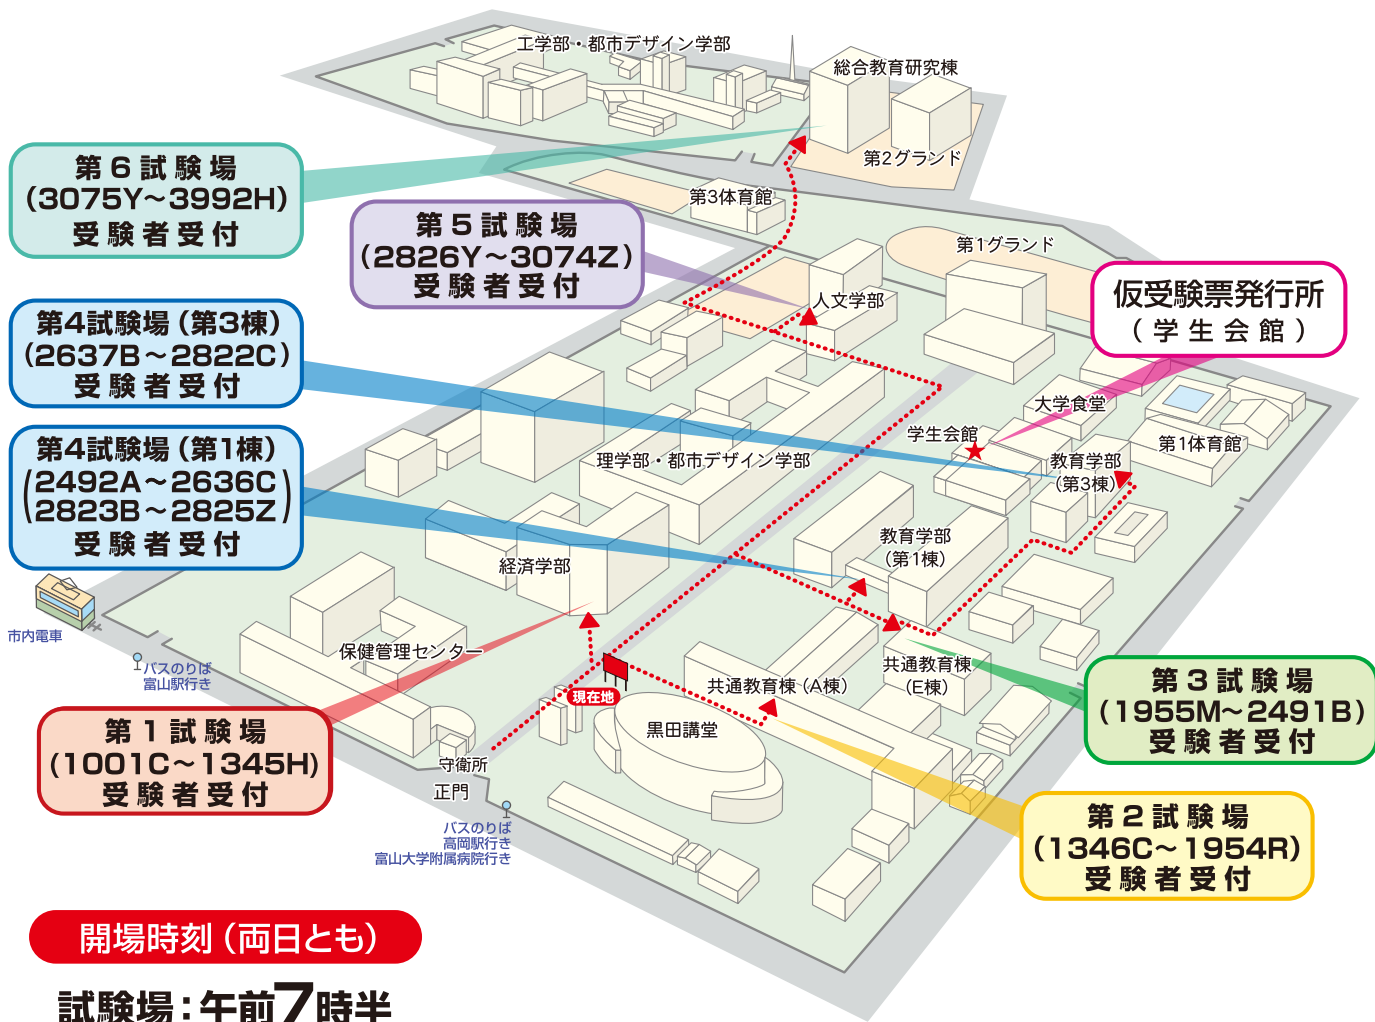 工学部・都市デザイン学部
総合教育研究棟
第2グランド
第6試験場
(3075Y～3992H)
受験者受付
第3体育館
第5試験場
(2826Y～3074Z)
受験者受付
第1グランド
人文学部
仮受験票発行所
(学生会館)
第4試験場(第3棟)
(2637B～2822C)
受験者受付
大学食堂
学生会館
第1体育館
教育学部
(第3棟)
理学部・都市デザイン学部
第4試験場(第1棟)
(2492A～2636C
2823B～2825Z)
受験者受付
教育学部
(第1棟)
経済学部
市内電車
バスのりば
富山駅行き
保健管理センター
現在地
共通教育棟(A棟)
共通教育棟
(E棟)
黒田講堂
第3試験場
(1955M～2491B)
受験者受付
第1試験場
(1001C～1345H)
受験者受付
守衛所
正門
バスのりば
高岡駅行き
富山大学附属病院行き
第2試験場
(1346C～1954R)
受験者受付
開場時刻(両日とも)
試験場:午前7時半